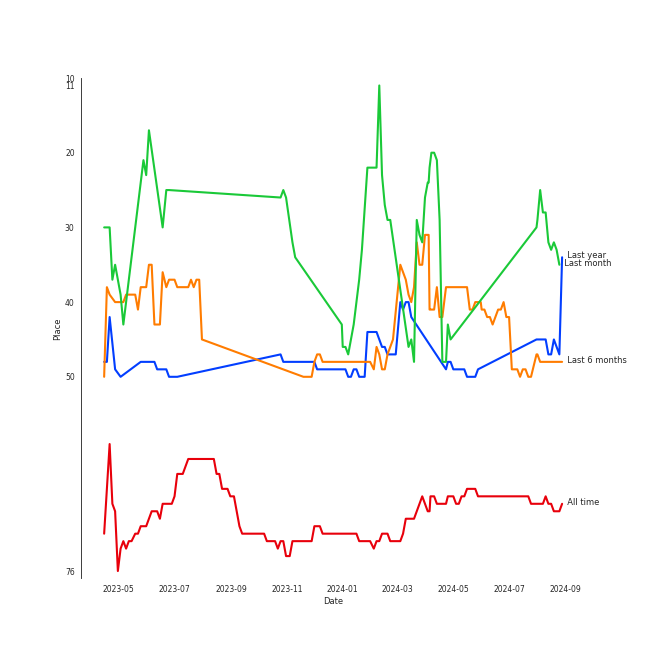 10
11
20
30
40
50
76
Place
2023-05
2023-07
2023-09
2023-11
2024-01
2024-03
2024-05
2024-07
2024-09
Date
Last year
Last month
Last 6 months
All time